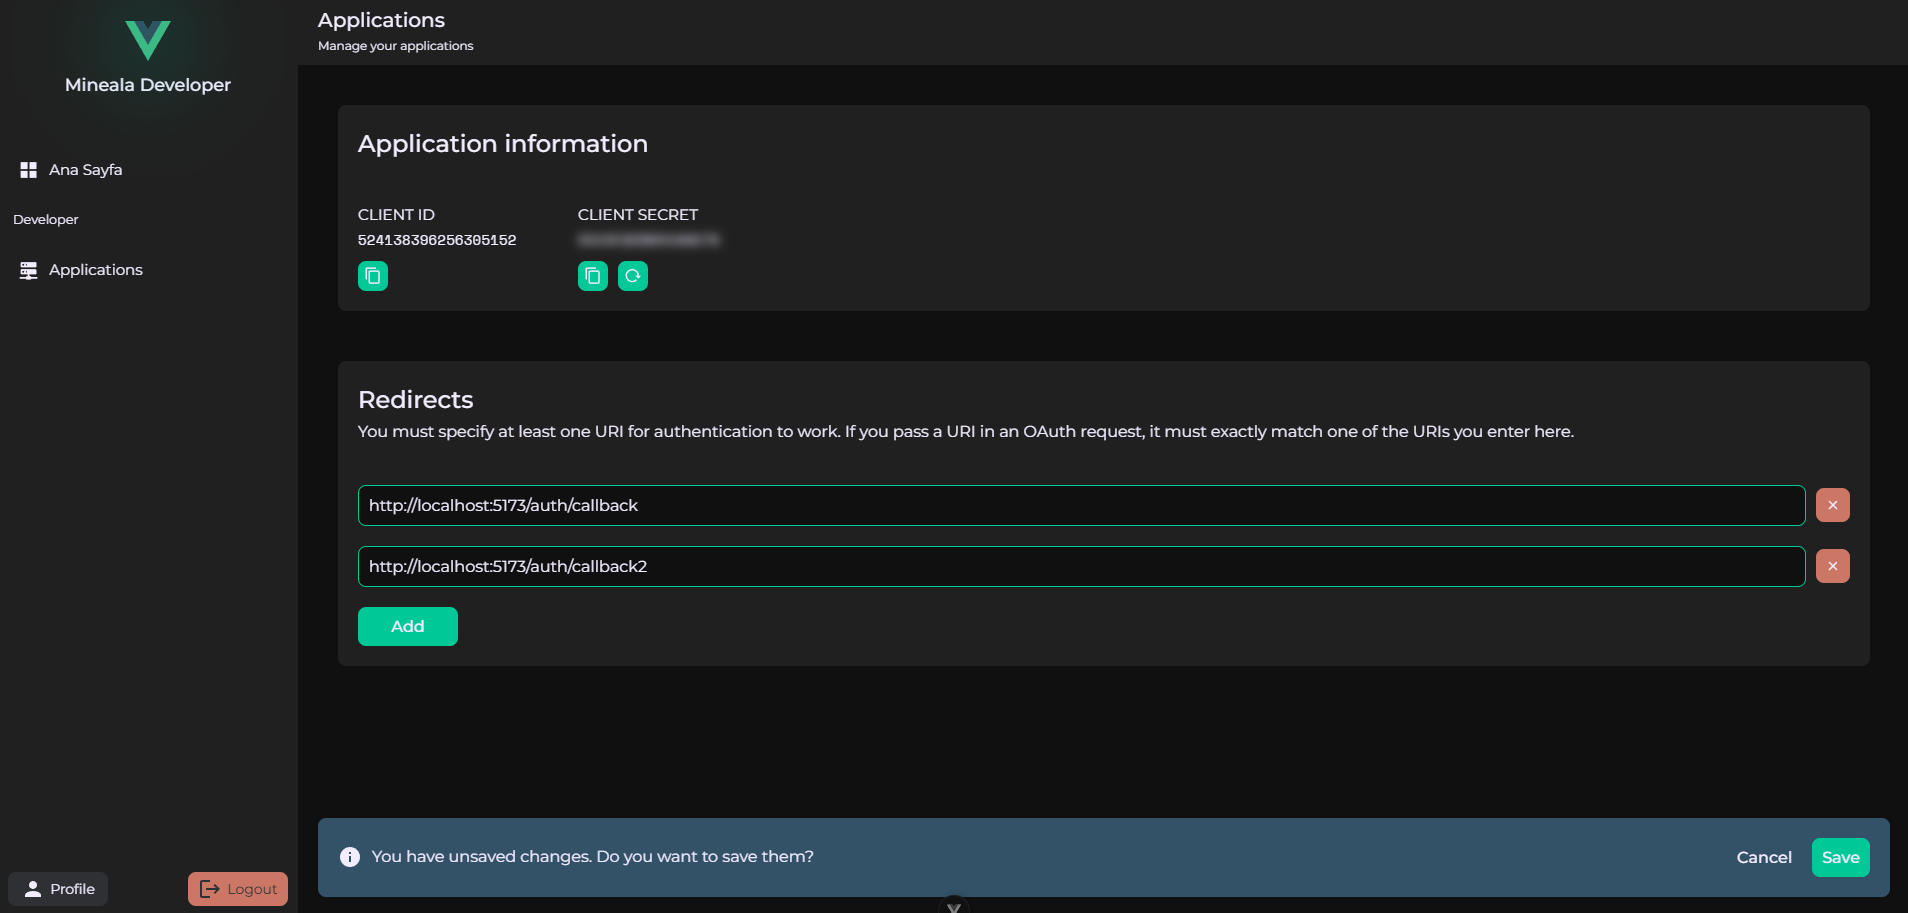 Mineala Developer
Ana Sayfa
Developer
Applications
Profile
Logout
Applications
Manage your applications
Application information
CLIENT ID
524138396256305152
CLIENT SECRET
Redirects
You must specify at least one URI for authentication to work. If you pass a URI in an OAuth request, it must exactly match one of the URIs you enter here.
http://localhost:5173/auth/callback
http://localhost:5173/auth/callback2
Add
You have unsaved changes. Do you want to save them?
Cancel
Save